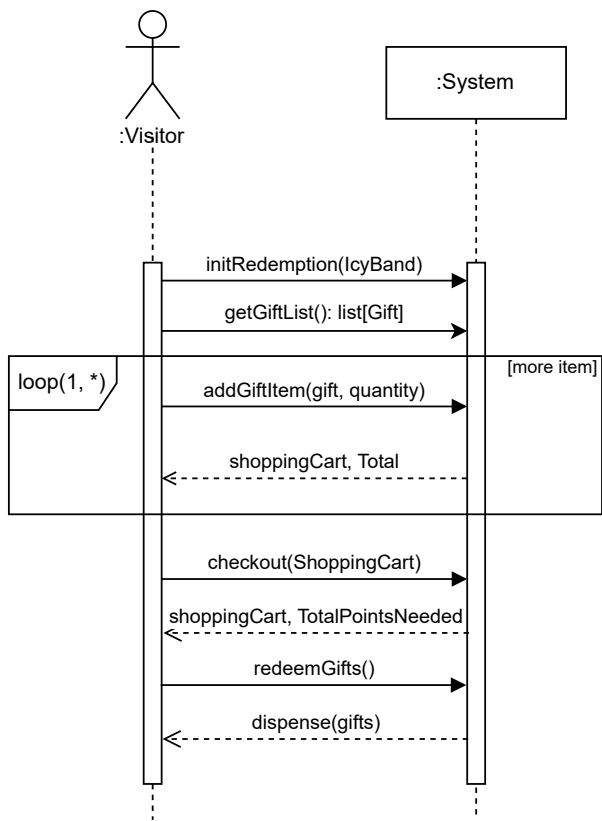 :Visitor
:System
initRedemption(IcyBand)
getGiftList(): list[Gift]
loop(1, *)
[more item]
addGiftItem(gift, quantity)
shoppingCart, Total
checkout(ShoppingCart)
shoppingCart, TotalPointsNeeded
redeemGifts()
dispense(gifts)